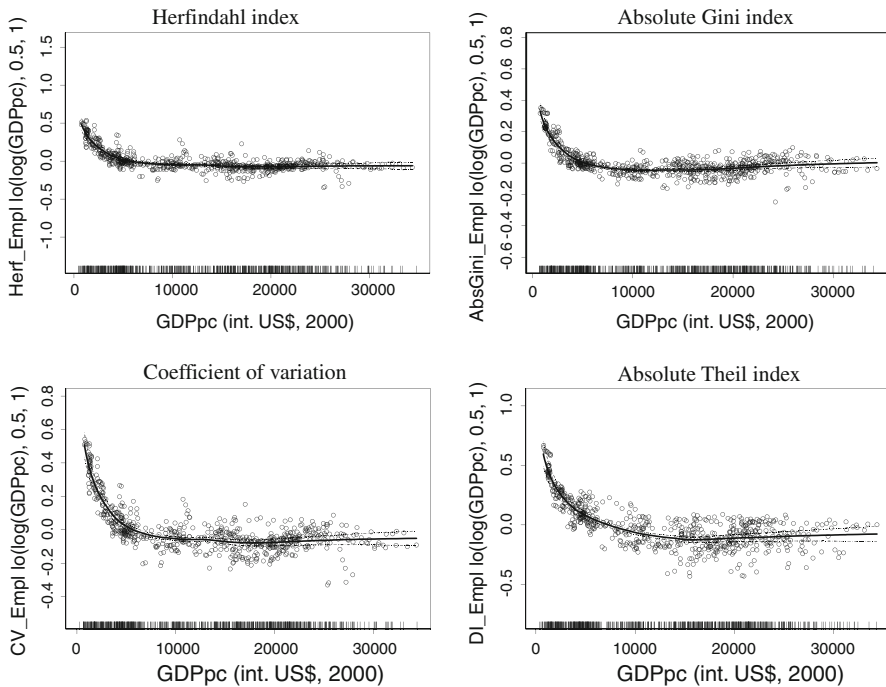 Herfindahl index
Herf_Empl lo(log(GDPpc), 0.5, 1)
1.5
1.0
0.5
0.0
-0.5
-1.0
0 10000 20000 30000
GDPpc (int. US$, 2000)
Absolute Gini index
AbsGini_Empl lo(log(GDPpc), 0.5, 1)
0.8
0.6
0.4
0.2
0.0
-0.2
-0.4
-0.6
0 10000 20000 30000
GDPpc (int. US$, 2000)
Coefficient of variation
CV_Empl lo(log(GDPpc), 0.5, 1)
0.8
0.6
0.4
0.2
0.0
-0.2
-0.4
0 10000 20000 30000
GDPpc (int. US$, 2000)
Absolute Theil index
DI_Empl lo(log(GDPpc), 0.5, 1)
1.0
0.5
0.0
-0.5
0 10000 20000 30000
GDPpc (int. US$, 2000)